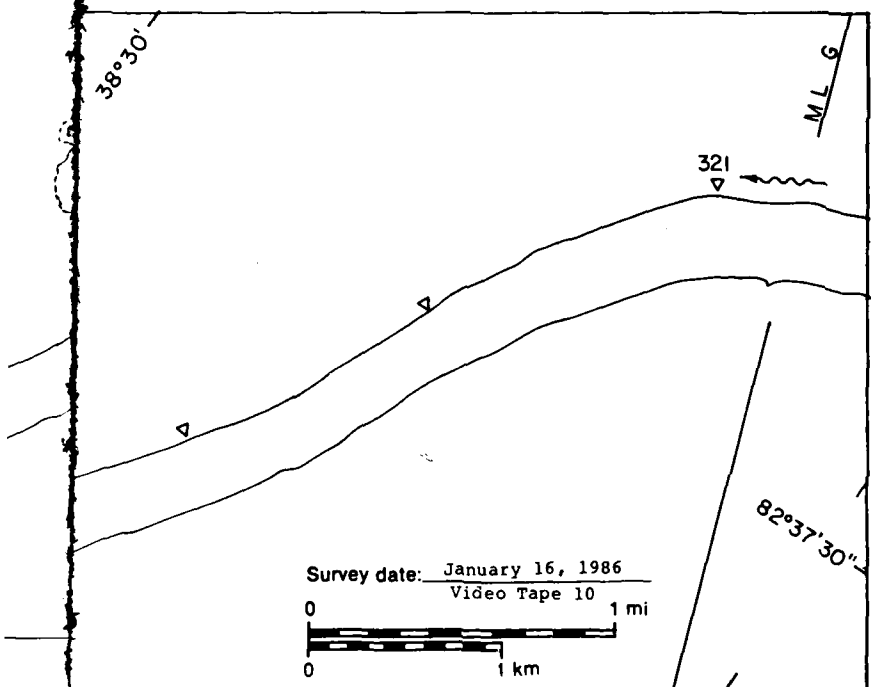 38°30'
M L G
321
82°37'30"
Survey date: January 16, 1986
Video Tape 10
0 1 mi
0 1 km